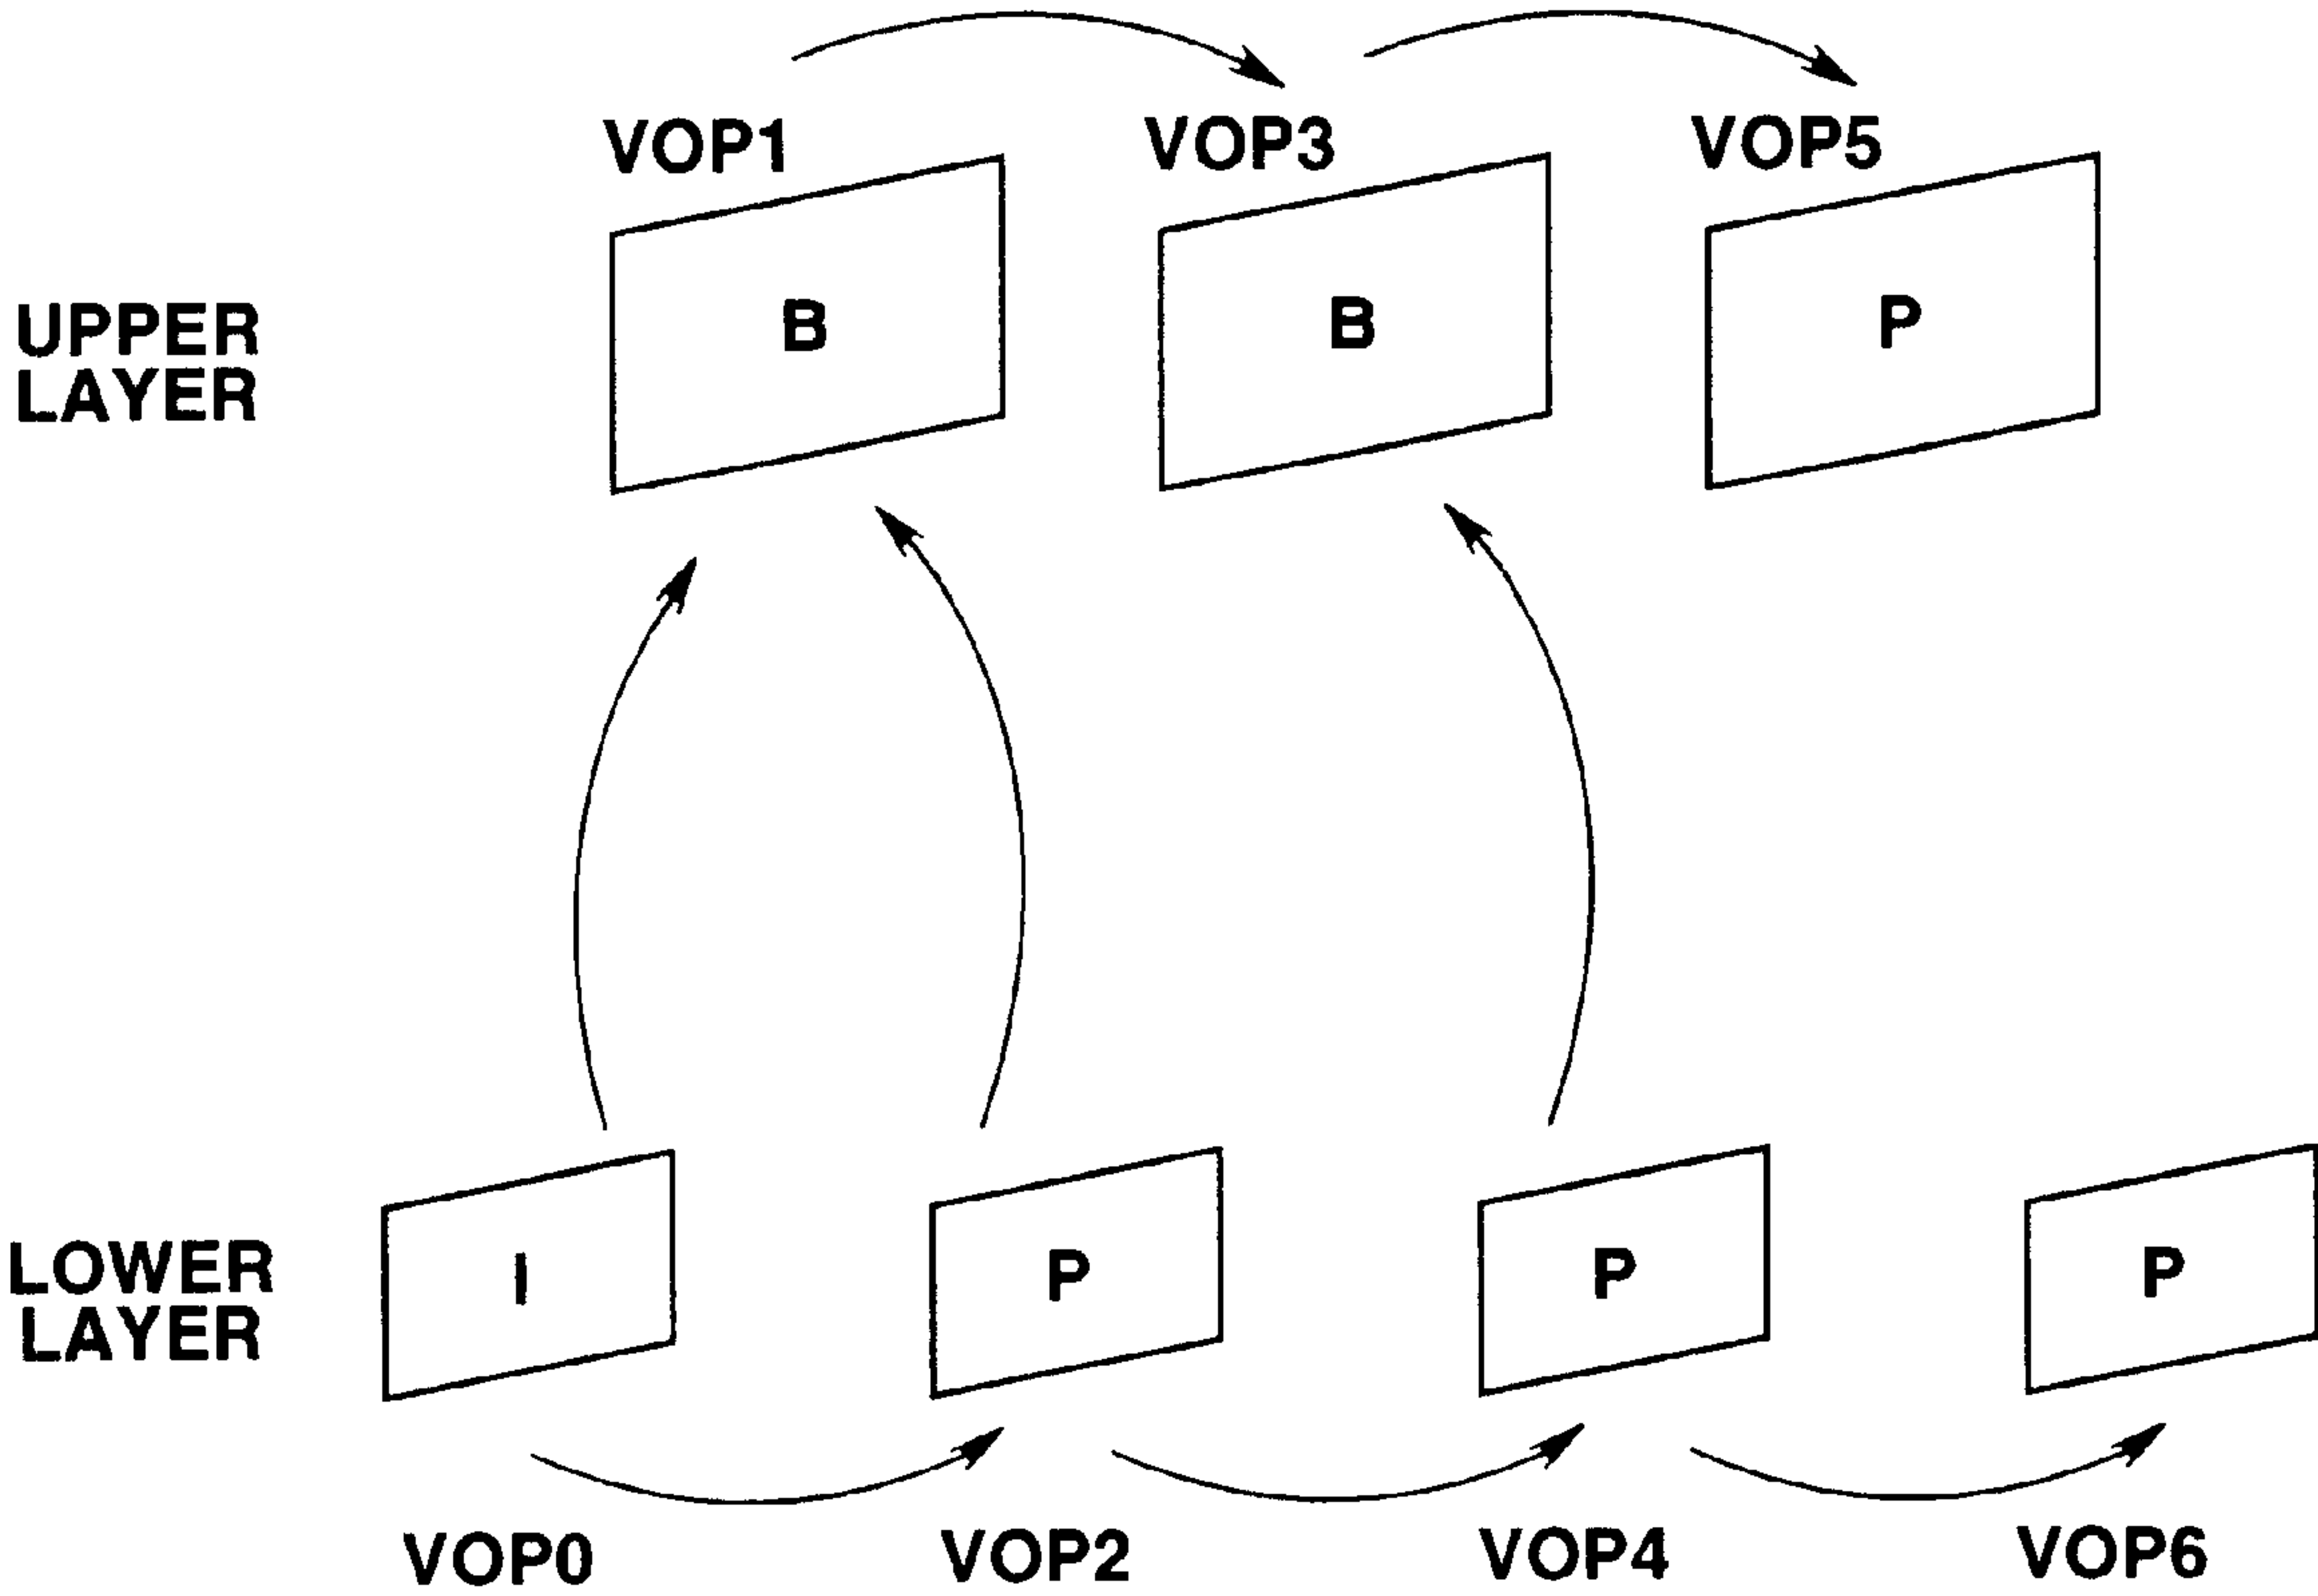 VOP1 VOP3 VOP5
UPPER
LAYER
B B P
LOWER
LAYER
I P P P
VOP0 VOP2 VOP4 VOP6